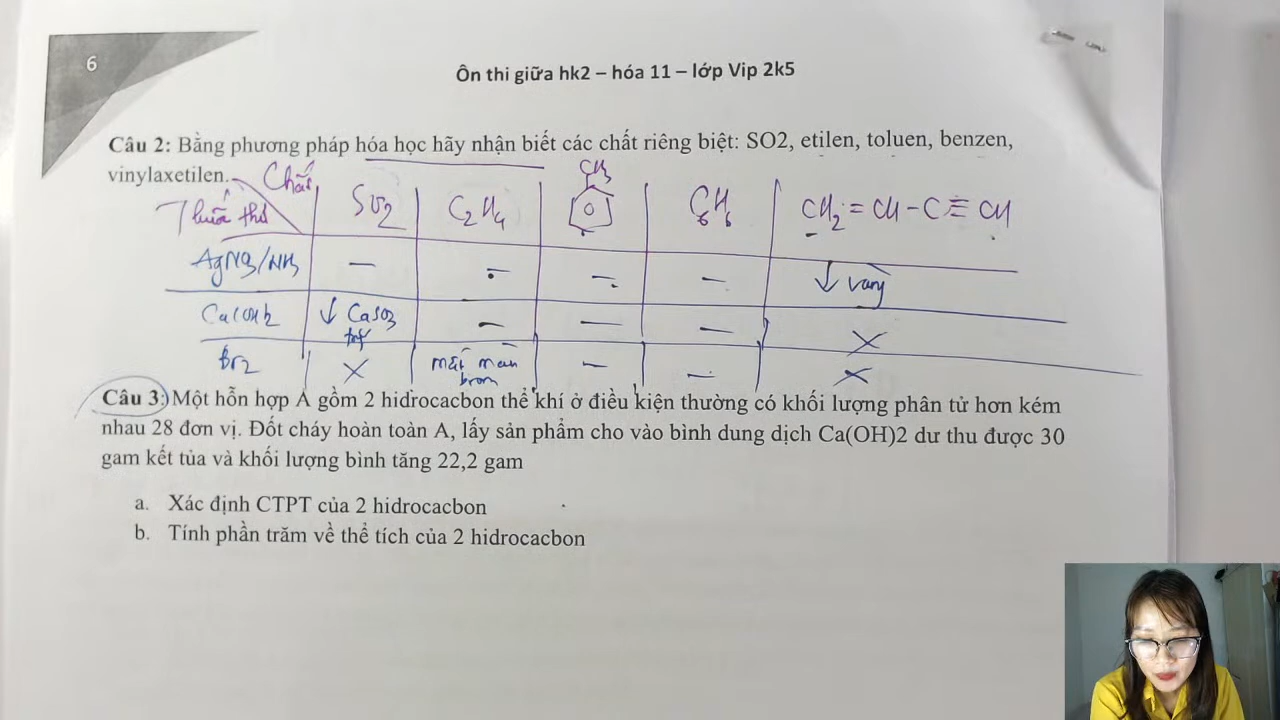 6
Ôn thi giữa hk2 – hóa 11 – lớp Vip 2k5
Câu 2: Bằng phương pháp hóa học hãy nhận biết các chất riêng biệt: SO2, etilen, toluen, benzen,
vinylaxetilen.
Chất
Thuốc thử
SO2
C2H4
CH3
C6H6
CH2 = CH - C ≡ CH
AgNO3/NH3
—
—
—
—
↓ vàng
Ca(OH)2
↓ CaSO3
—
—
—
X
Br2
X
mất màu
brom
—
—
X
Câu 3: Một hỗn hợp A gồm 2 hidrocacbon thể khí ở điều kiện thường có khối lượng phân tử hơn kém
nhau 28 đơn vị. Đốt cháy hoàn toàn A, lấy sản phẩm cho vào bình dung dịch Ca(OH)2 dư thu được 30
gam kết tủa và khối lượng bình tăng 22,2 gam
a. Xác định CTPT của 2 hidrocacbon
b. Tính phần trăm về thể tích của 2 hidrocacbon